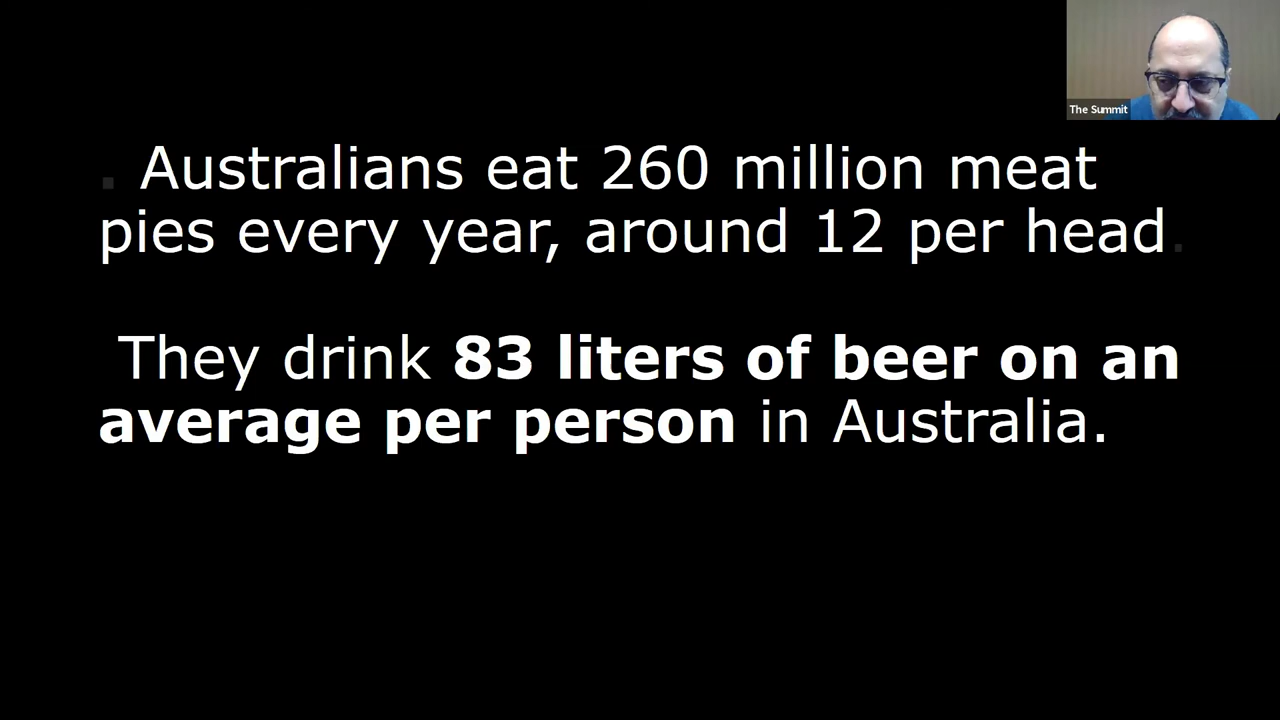 The Summit
. Australians eat 260 million meat
pies every year, around 12 per head.
They drink 83 liters of beer on an
average per person in Australia.